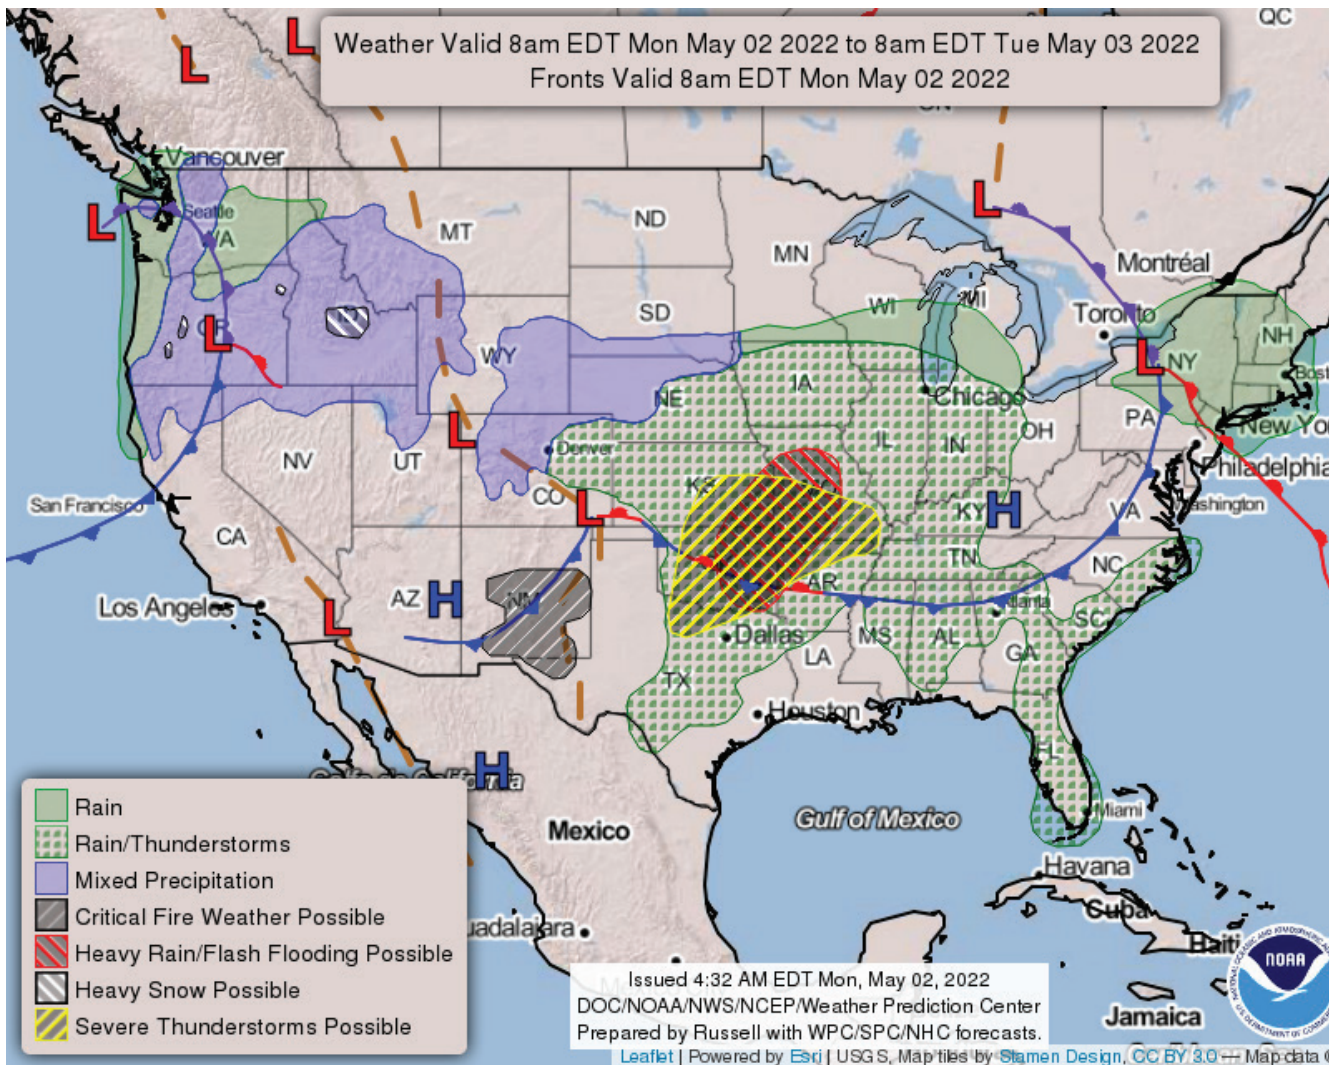 Weather Valid 8am EDT Mon May 02 2022 to 8am EDT Tue May 03 2022
Fronts Valid 8am EDT Mon May 02 2022
QC
L
L
Vancouver
L
Seattle
L
MT
ND
MN
Montréal
WI
MI
Toronto
NH
SD
L
ID
WY
L
NY
Bost
IA
NE
Chicago
PA
New Yor
OH
L
Denver
IL
IN
NV
UT
Philadelphia
CO
KS
San Francisco
L
KY
H
VA
Washington
CA
TN
NC
AR
Los Angeles
AZ
H
NM
L
SC
Dallas
MS
AL
GA
LA
TX
Houston
FL
H
Golfo de California
Miami
Gulf of Mexico
Mexico
Havana
Cuba
Haiti
uadalajara
Jamaica
Rain
Rain/Thunderstorms
Mixed Precipitation
Critical Fire Weather Possible
Heavy Rain/Flash Flooding Possible
Heavy Snow Possible
Severe Thunderstorms Possible
Issued 4:32 AM EDT Mon, May 02, 2022
DOC/NOAA/NWS/NCEP/Weather Prediction Center
Prepared by Russell with WPC/SPC/NHC forecasts.
NOAA
Leaflet | Powered by Esri | USGS, Map tiles by Stamen Design, CC BY 3.0 — Map data ©